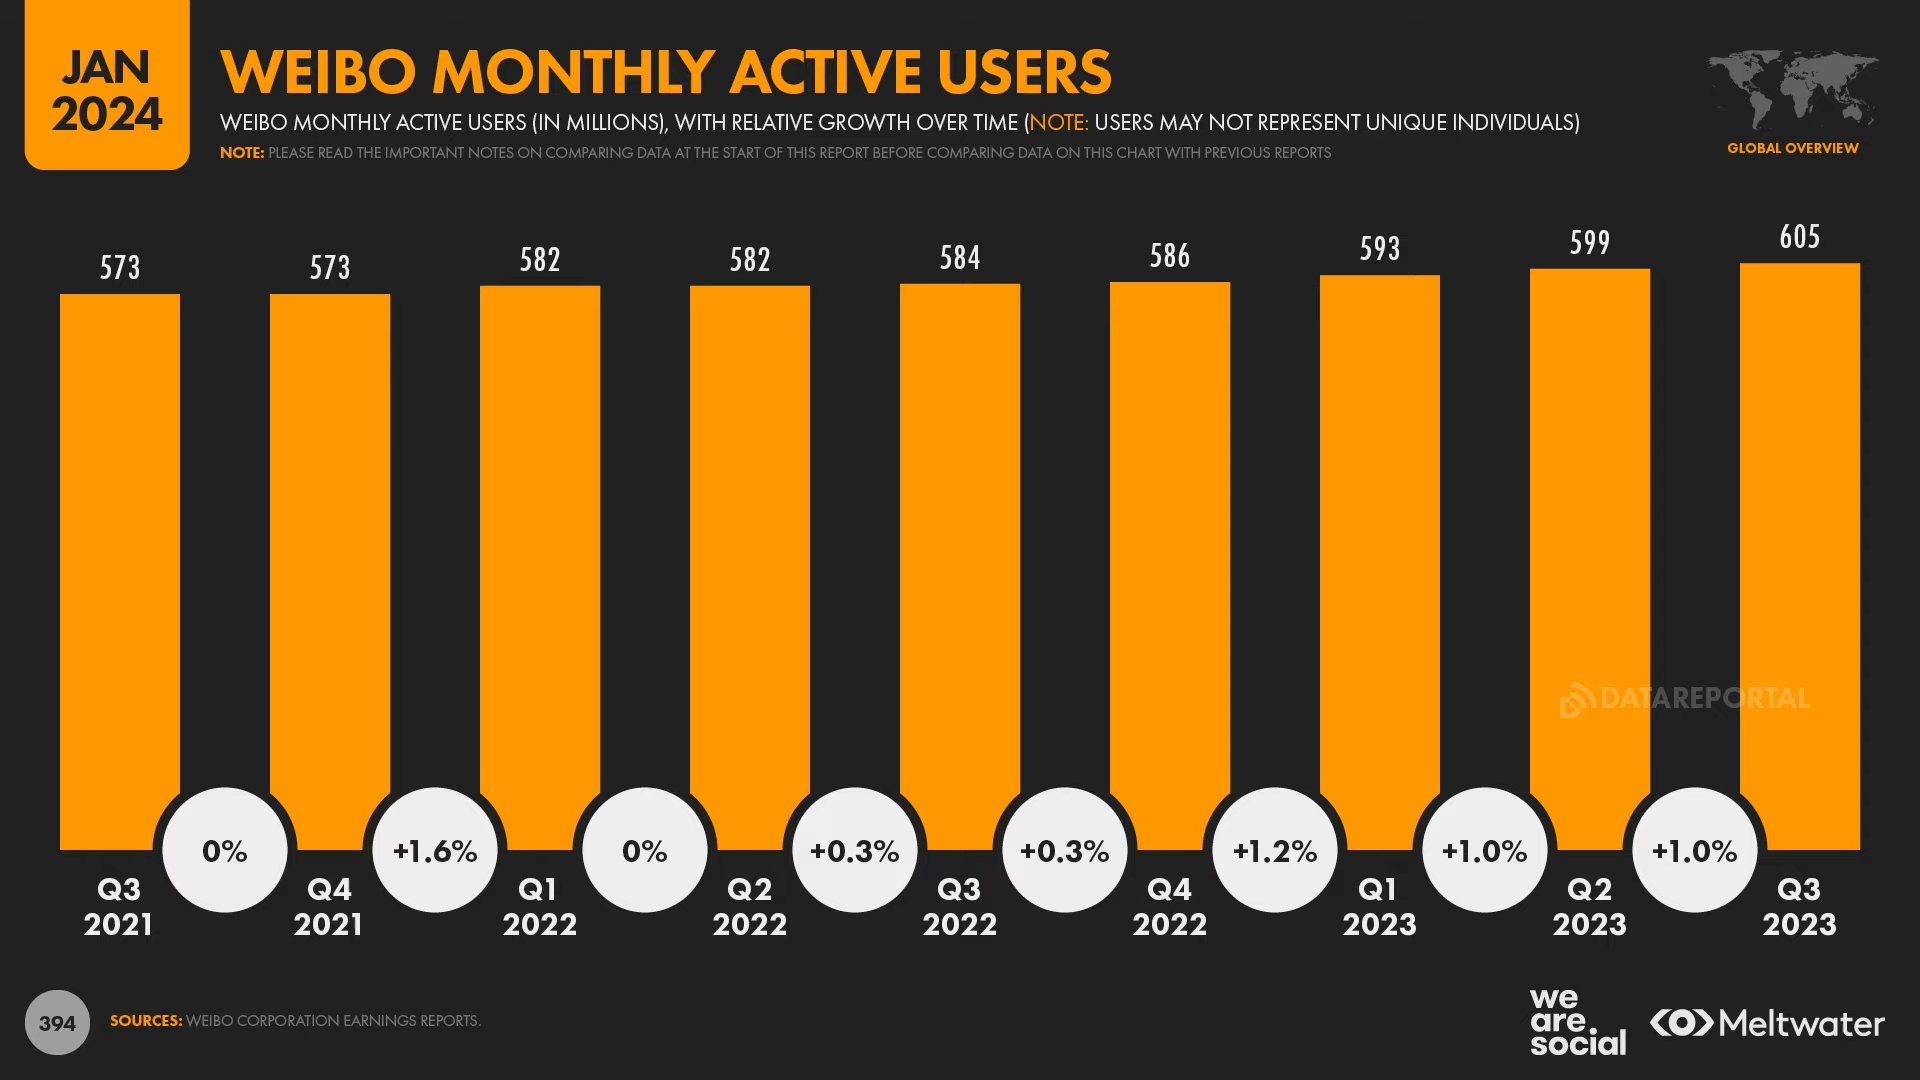 JAN
2024
WEIBO MONTHLY ACTIVE USERS
WEIBO MONTHLY ACTIVE USERS (IN MILLIONS), WITH RELATIVE GROWTH OVER TIME (NOTE: USERS MAY NOT REPRESENT UNIQUE INDIVIDUALS)
NOTE: PLEASE READ THE IMPORTANT NOTES ON COMPARING DATA AT THE START OF THIS REPORT BEFORE COMPARING DATA ON THIS CHART WITH PREVIOUS REPORTS
GLOBAL OVERVIEW
573 573 582 582 584 586 593 599 605
DATAREPORTAL
0% +1.6% 0% +0.3% +0.3% +1.2% +1.0% +1.0%
Q3 Q4 Q1 Q2 Q3 Q4 Q1 Q2 Q3
2021 2021 2022 2022 2022 2022 2023 2023 2023
394
SOURCES: WEIBO CORPORATION EARNINGS REPORTS.
we
are
social
Meltwater